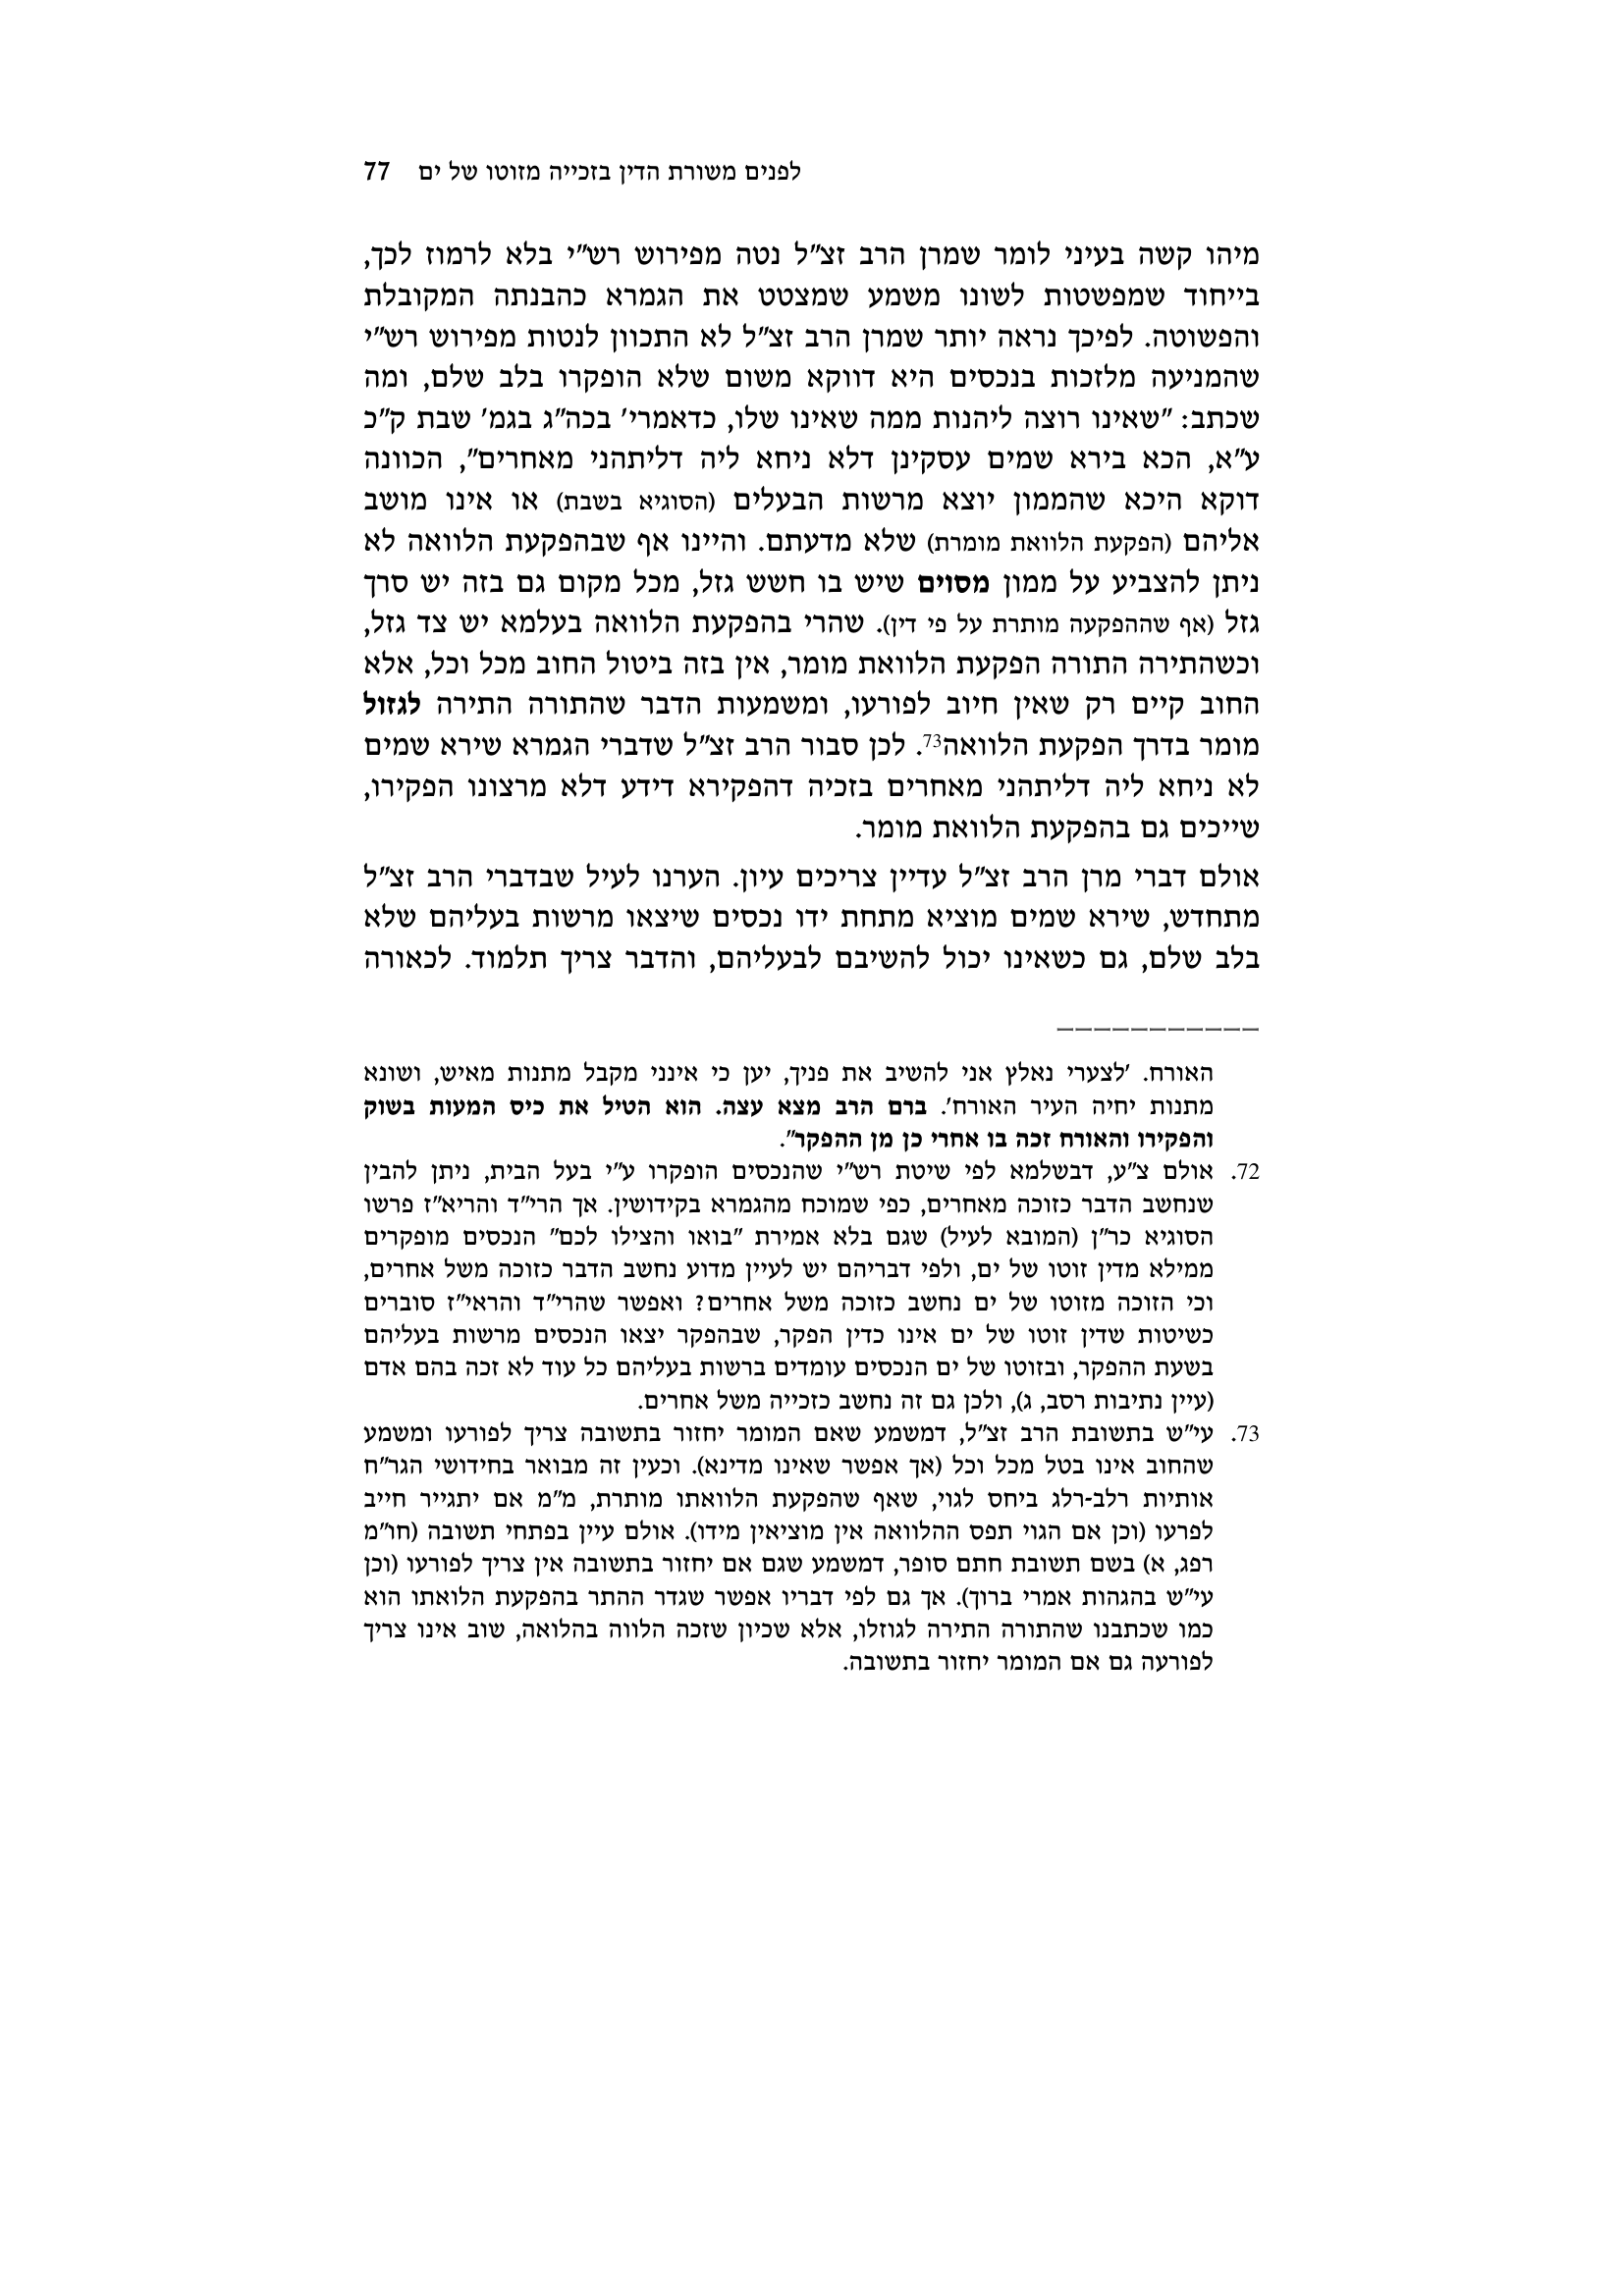 לפנים משורת הדין בזכייה מזוטו של ים 77
מיהו קשה בעיני לומר שמרן הרב זצ"ל נטה מפירוש רש"י בלא לרמוז לכך,
בייחוד שמפשטות לשונו משמע שמצטט את הגמרא כהבנתה המקובלת
והפשוטה. לפיכך נראה יותר שמרן הרב זצ"ל לא התכוון לנטות מפירוש רש"י
שהמניעה מלזכות בנכסים היא דווקא משום שלא הופקרו בלב שלם, ומה
שכתב: "שאינו רוצה ליהנות ממה שאינו שלו, כדאמרי' בכה"ג בגמ' שבת ק"כ
ע"א, הכא בירא שמים עסקינן דלא ניחא ליה דליתהני מאחרים", הכוונה
דוקא היכא שהממון יוצא מרשות הבעלים (הסוגיא בשבת) או אינו מושב
אליהם (הפקעת הלוואת מומרת) שלא מדעתם. והיינו אף שבהפקעת הלוואה לא
ניתן להצביע על ממון מסוים שיש בו חשש גזל, מכל מקום גם בזה יש סרך
גזל (אף שההפקעה מותרת על פי דין). שהרי בהפקעת הלוואה בעלמא יש צד גזל,
וכשהתירה התורה הפקעת הלוואת מומר, אין בזה ביטול החוב מכל וכל, אלא
החוב קיים רק שאין חיוב לפורעו, ומשמעות הדבר שהתורה התירה לגזול
מומר בדרך הפקעת הלוואה73. לכן סבור הרב זצ"ל שדברי הגמרא שירא שמים
לא ניחא ליה דליתהני מאחרים בזכיה דהפקירא דידע דלא מרצונו הפקירו,
שייכים גם בהפקעת הלוואת מומר.
אולם דברי מרן הרב זצ"ל עדיין צריכים עיון. הערנו לעיל שבדברי הרב זצ"ל
מתחדש, שירא שמים מוציא מתחת ידו נכסים שיצאו מרשות בעליהם שלא
בלב שלם, גם כשאינו יכול להשיבם לבעליהם, והדבר צריך תלמוד. לכאורה
___________
האורח. 'לצערי נאלץ אני להשיב את פניך, יען כי אינני מקבל מתנות מאיש, ושונא
מתנות יחיה העיר האורח'. ברם הרב מצא עצה. הוא הטיל את כיס המעות בשוק
והפקירו והאורח זכה בו אחרי כן מן ההפקר".
72. אולם צ"ע, דבשלמא לפי שיטת רש"י שהנכסים הופקרו ע"י בעל הבית, ניתן להבין
שנחשב הדבר כזוכה מאחרים, כפי שמוכח מהגמרא בקידושין. אך הרי"ד והריא"ז פרשו
הסוגיא כר"ן (המובא לעיל) שגם בלא אמירת "בואו והצילו לכם" הנכסים מופקרים
ממילא מדין זוטו של ים, ולפי דבריהם יש לעיין מדוע נחשב הדבר כזוכה משל אחרים,
וכי הזוכה מזוטו של ים נחשב כזוכה משל אחרים? ואפשר שהרי"ד והראי"ז סוברים
כשיטות שדין זוטו של ים אינו כדין הפקר, שבהפקר יצאו הנכסים מרשות בעליהם
בשעת ההפקר, ובזוטו של ים הנכסים עומדים ברשות בעליהם כל עוד לא זכה בהם אדם
(עיין נתיבות רסב, ג), ולכן גם זה נחשב כזכייה משל אחרים.
73. עי"ש בתשובת הרב זצ"ל, דמשמע שאם המומר יחזור בתשובה צריך לפורעו ומשמע
שהחוב אינו בטל מכל וכל (אך אפשר שאינו מדינא). וכעין זה מבואר בחידושי הגר"ח
אותיות רלב-רלג ביחס לגוי, שאף שהפקעת הלוואתו מותרת, מ"מ אם יתגייר חייב
לפרעו (וכן אם הגוי תפס ההלוואה אין מוציאין מידו). אולם עיין בפתחי תשובה (חו"מ
רפג, א) בשם תשובת חתם סופר, דמשמע שגם אם יחזור בתשובה אין צריך לפורעו (וכן
עי"ש בהגהות אמרי ברוך). אך גם לפי דבריו אפשר שגדר ההתר בהפקעת הלואתו הוא
כמו שכתבנו שהתורה התירה לגוזלו, אלא שכיון שזכה הלווה בהלואה, שוב אינו צריך
לפורעה גם אם המומר יחזור בתשובה.